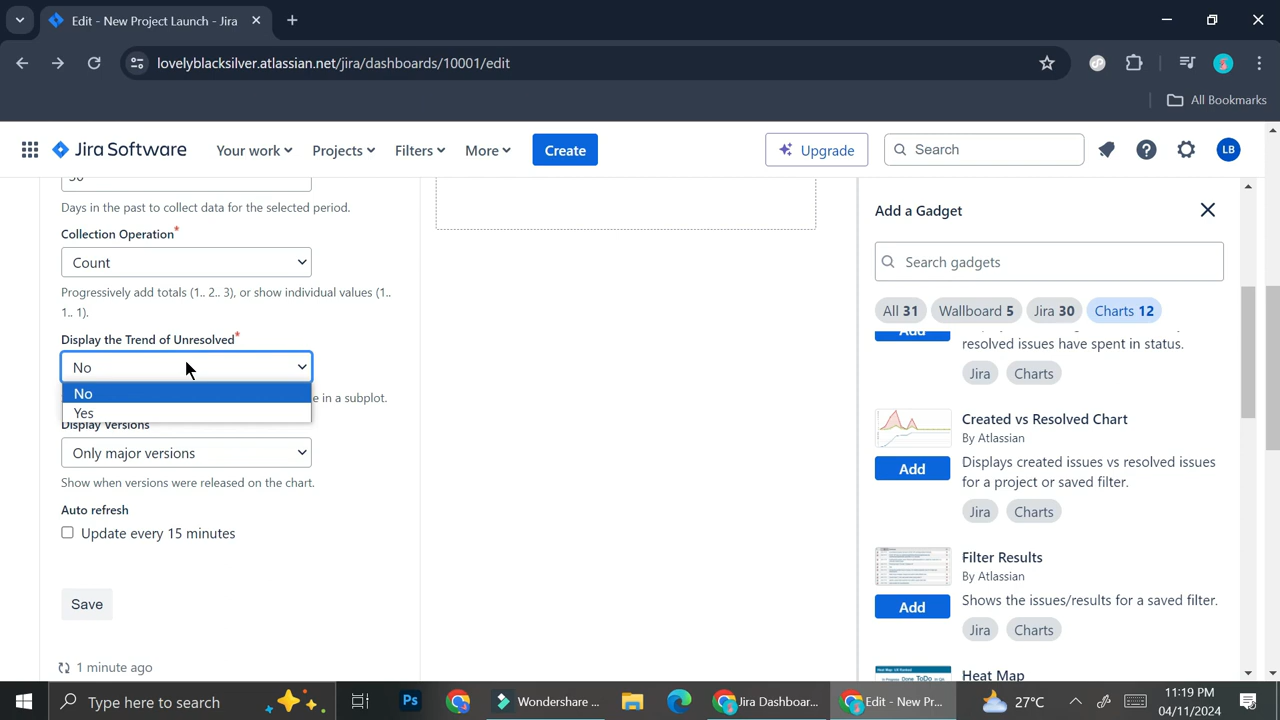 Edit - New Project Launch - Jira
lovelyblacksilver.atlassian.net/jira/dashboards/10001/edit
All Bookmarks
Jira Software
Your work
Projects
Filters
More
Create
Upgrade
Search
LB
Days in the past to collect data for the selected period.
Collection Operation*
Count
Progressively add totals (1.. 2.. 3), or show individual values (1..
1.. 1).
Display the Trend of Unresolved*
No
No
Yes
e in a subplot.
Display Versions
Only major versions
Show when versions were released on the chart.
Auto refresh
Update every 15 minutes
Save
1 minute ago
Add a Gadget
Search gadgets
All 31
Wallboard 5
Jira 30
Charts 12
Add
resolved issues have spent in status.
Jira
Charts
Created vs Resolved Chart
By Atlassian
Add
Displays created issues vs resolved issues
for a project or saved filter.
Jira
Charts
Filter Results
By Atlassian
Add
Shows the issues/results for a saved filter.
Jira
Charts
Heat Map
Type here to search
Ps
Wondershare ...
Jira Dashboar...
Edit - New Pr...
27°C
11:19 PM
04/11/2024